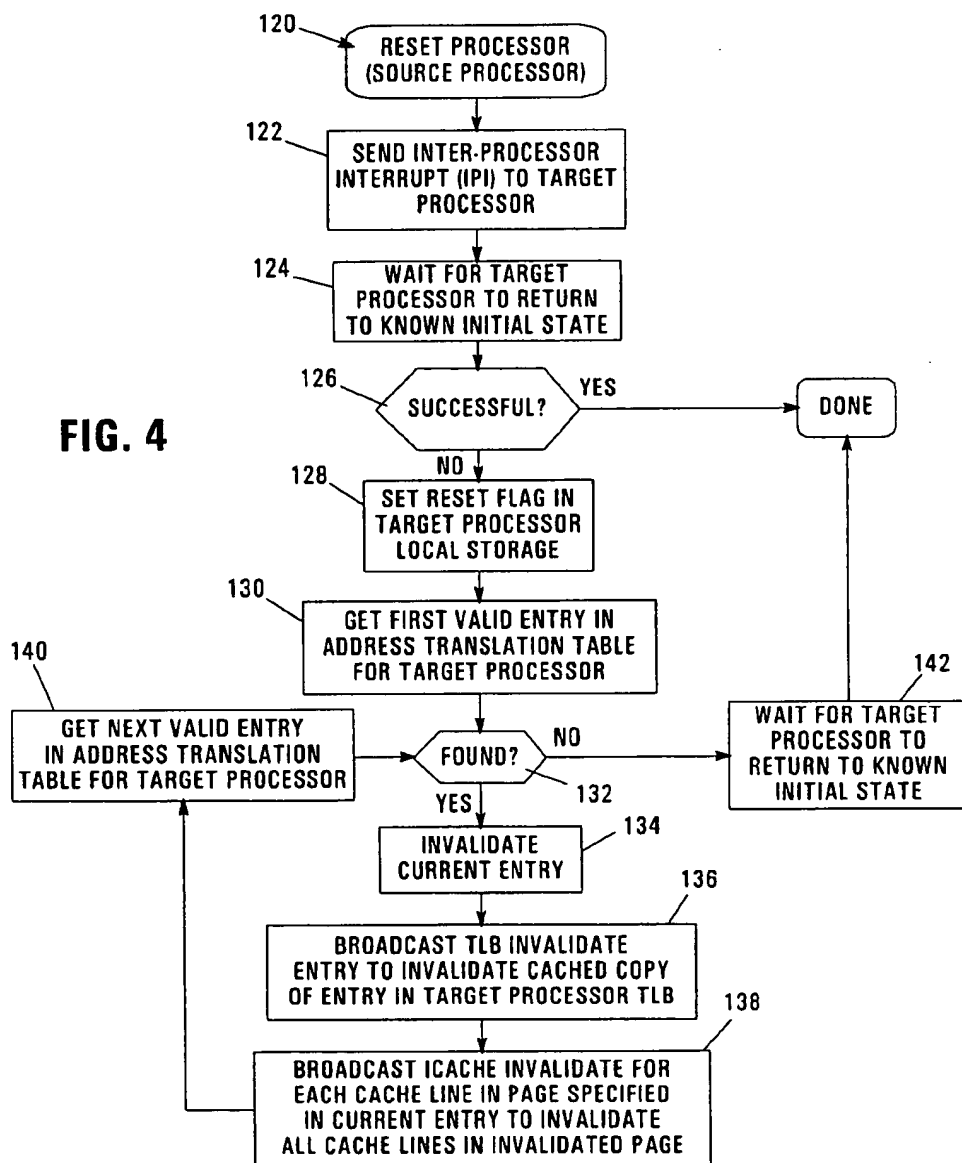 120
RESET PROCESSOR
(SOURCE PROCESSOR)
122
SEND INTER-PROCESSOR
INTERRUPT (IPI) TO TARGET
PROCESSOR
124
WAIT FOR TARGET
PROCESSOR TO RETURN
TO KNOWN INITIAL STATE
126
SUCCESSFUL?
YES
DONE
FIG. 4
NO
128
SET RESET FLAG IN
TARGET PROCESSOR
LOCAL STORAGE
130
GET FIRST VALID ENTRY IN
ADDRESS TRANSLATION TABLE
FOR TARGET PROCESSOR
140
GET NEXT VALID ENTRY
IN ADDRESS TRANSLATION
TABLE FOR TARGET PROCESSOR
FOUND?
NO
132
142
WAIT FOR TARGET
PROCESSOR TO
RETURN TO KNOWN
INITIAL STATE
YES
134
INVALIDATE
CURRENT ENTRY
136
BROADCAST TLB INVALIDATE
ENTRY TO INVALIDATE CACHED COPY
OF ENTRY IN TARGET PROCESSOR TLB
138
BROADCAST ICACHE INVALIDATE FOR
EACH CACHE LINE IN PAGE SPECIFIED
IN CURRENT ENTRY TO INVALIDATE
ALL CACHE LINES IN INVALIDATED PAGE